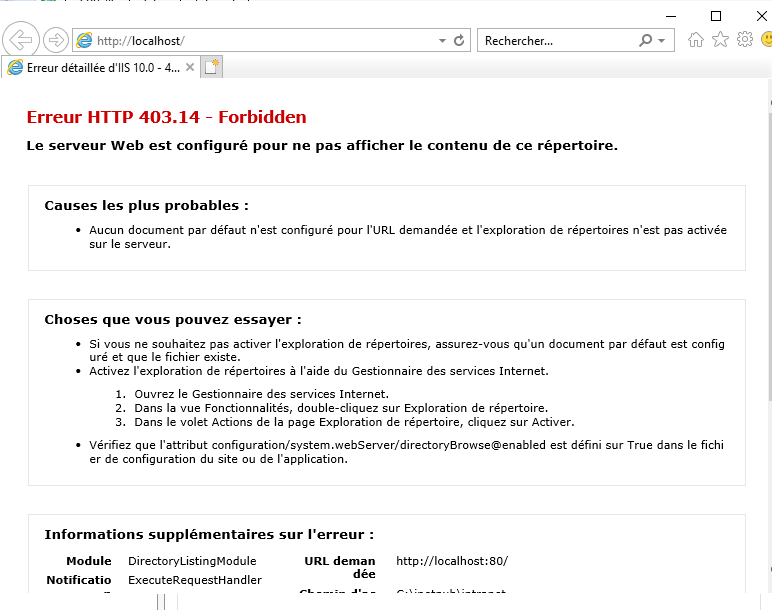 http://localhost/
Rechercher...
Erreur détaillée d'IIS 10.0 - 4...
Erreur HTTP 403.14 - Forbidden
Le serveur Web est configuré pour ne pas afficher le contenu de ce répertoire.
Causes les plus probables :
• Aucun document par défaut n'est configuré pour l'URL demandée et l'exploration de répertoires n'est pas activée
sur le serveur.
Choses que vous pouvez essayer :
• Si vous ne souhaitez pas activer l'exploration de répertoires, assurez-vous qu'un document par défaut est config
uré et que le fichier existe.
• Activez l'exploration de répertoires à l'aide du Gestionnaire des services Internet.
1. Ouvrez le Gestionnaire des services Internet.
2. Dans la vue Fonctionnalités, double-cliquez sur Exploration de répertoire.
3. Dans le volet Actions de la page Exploration de répertoire, cliquez sur Activer.
• Vérifiez que l'attribut configuration/system.webServer/directoryBrowse@enabled est défini sur True dans le fichi
er de configuration du site ou de l'application.
Informations supplémentaires sur l'erreur :
Module DirectoryListingModule
Notificatio ExecuteRequestHandler
URL deman http://localhost:80/
dée